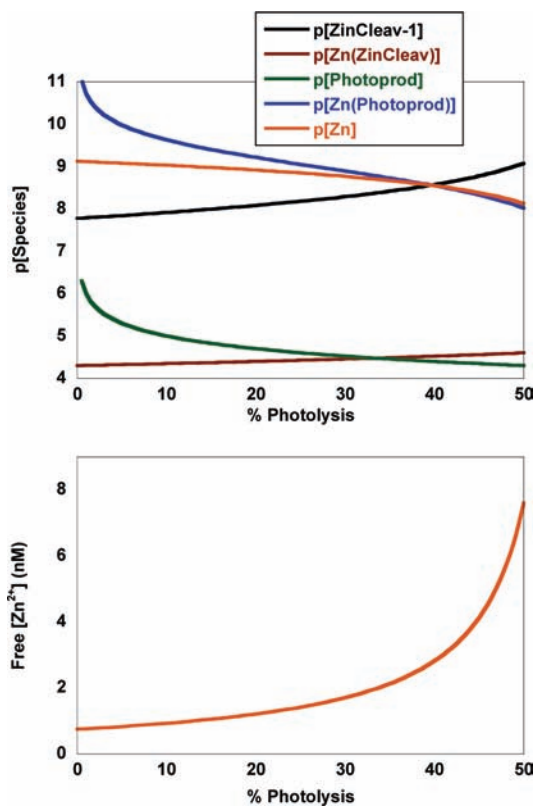 p[ZinCleav-1]
p[Zn(ZinCleav)]
p[Photoprod]
p[Zn(Photoprod)]
p[Zn]
11
10
9
8
7
6
5
4
p[Species]
0 10 20 30 40 50
% Photolysis
8
6
4
2
0
Free [Zn²⁺] (nM)
0 10 20 30 40 50
% Photolysis